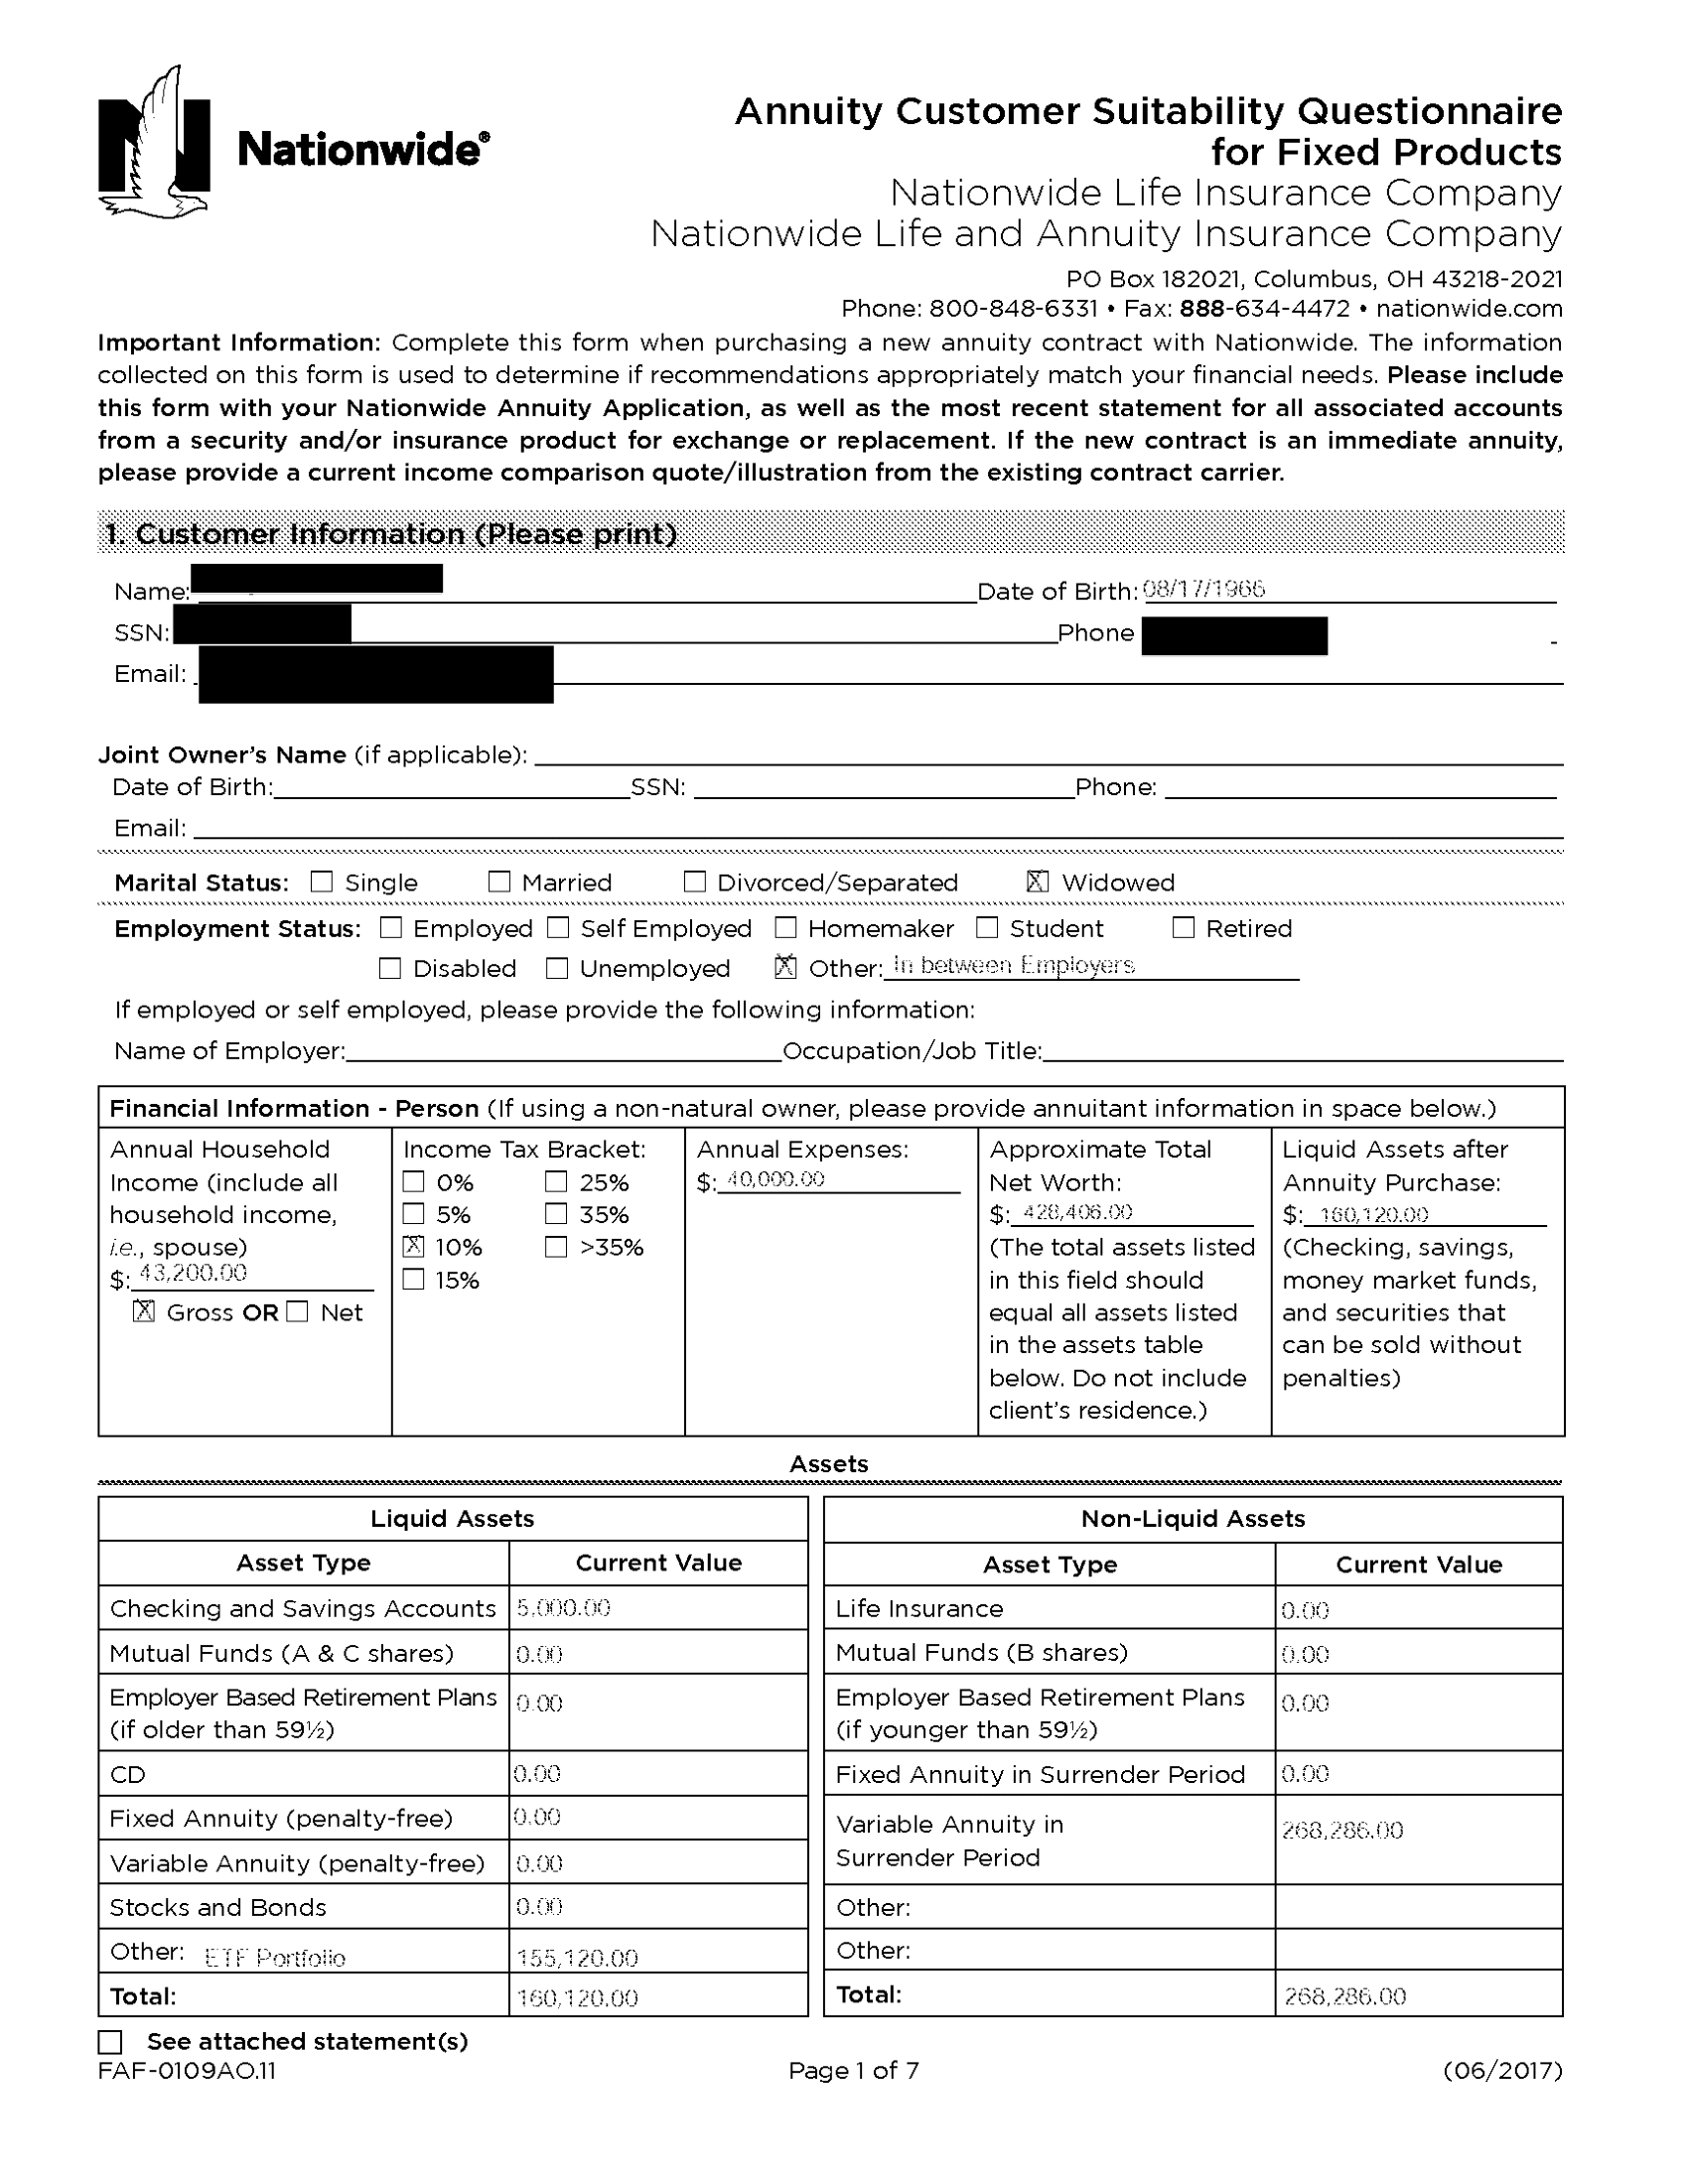 Nationwide®
Annuity Customer Suitability Questionnaire
for Fixed Products
Nationwide Life Insurance Company
Nationwide Life and Annuity Insurance Company
PO Box 182021, Columbus, OH 43218-2021
Phone: 800-848-6331 • Fax: 888-634-4472 • nationwide.com
Important Information: Complete this form when purchasing a new annuity contract with Nationwide. The information
collected on this form is used to determine if recommendations appropriately match your financial needs. Please include
this form with your Nationwide Annuity Application, as well as the most recent statement for all associated accounts
from a security and/or insurance product for exchange or replacement. If the new contract is an immediate annuity,
please provide a current income comparison quote/illustration from the existing contract carrier.
1. Customer Information (Please print)
Name: Date of Birth: 08/17/1966
SSN: Phone
Email:
Joint Owner's Name (if applicable):
Date of Birth: SSN: Phone:
Email:
Marital Status: ☐ Single ☐ Married ☐ Divorced/Separated ☒ Widowed
Employment Status: ☐ Employed ☐ Self Employed ☐ Homemaker ☐ Student ☐ Retired
☐ Disabled ☐ Unemployed ☒ Other: In between Employers
If employed or self employed, please provide the following information:
Name of Employer: Occupation/Job Title:
Financial Information - Person (If using a non-natural owner, please provide annuitant information in space below.)
Annual Household
Income (include all
household income,
i.e., spouse)
$: 43,200.00
☒ Gross OR ☐ Net
Income Tax Bracket:
☐ 0% ☐ 25%
☐ 5% ☐ 35%
☒ 10% ☐ >35%
☐ 15%
Annual Expenses:
$: 40,000.00
Approximate Total
Net Worth:
$: 428,406.00
(The total assets listed
in this field should
equal all assets listed
in the assets table
below. Do not include
client's residence.)
Liquid Assets after
Annuity Purchase:
$: 160,120.00
(Checking, savings,
money market funds,
and securities that
can be sold without
penalties)
Assets
Liquid Assets
Asset Type Current Value
Checking and Savings Accounts 5,000.00
Mutual Funds (A & C shares) 0.00
Employer Based Retirement Plans
(if older than 59½) 0.00
CD 0.00
Fixed Annuity (penalty-free) 0.00
Variable Annuity (penalty-free) 0.00
Stocks and Bonds 0.00
Other: ETF Portfolio 155,120.00
Total: 160,120.00
Non-Liquid Assets
Asset Type Current Value
Life Insurance 0.00
Mutual Funds (B shares) 0.00
Employer Based Retirement Plans
(if younger than 59½) 0.00
Fixed Annuity in Surrender Period 0.00
Variable Annuity in
Surrender Period 268,286.00
Other:
Other:
Total: 268,286.00
☐ See attached statement(s)
FAF-0109AO.11 Page 1 of 7 (06/2017)